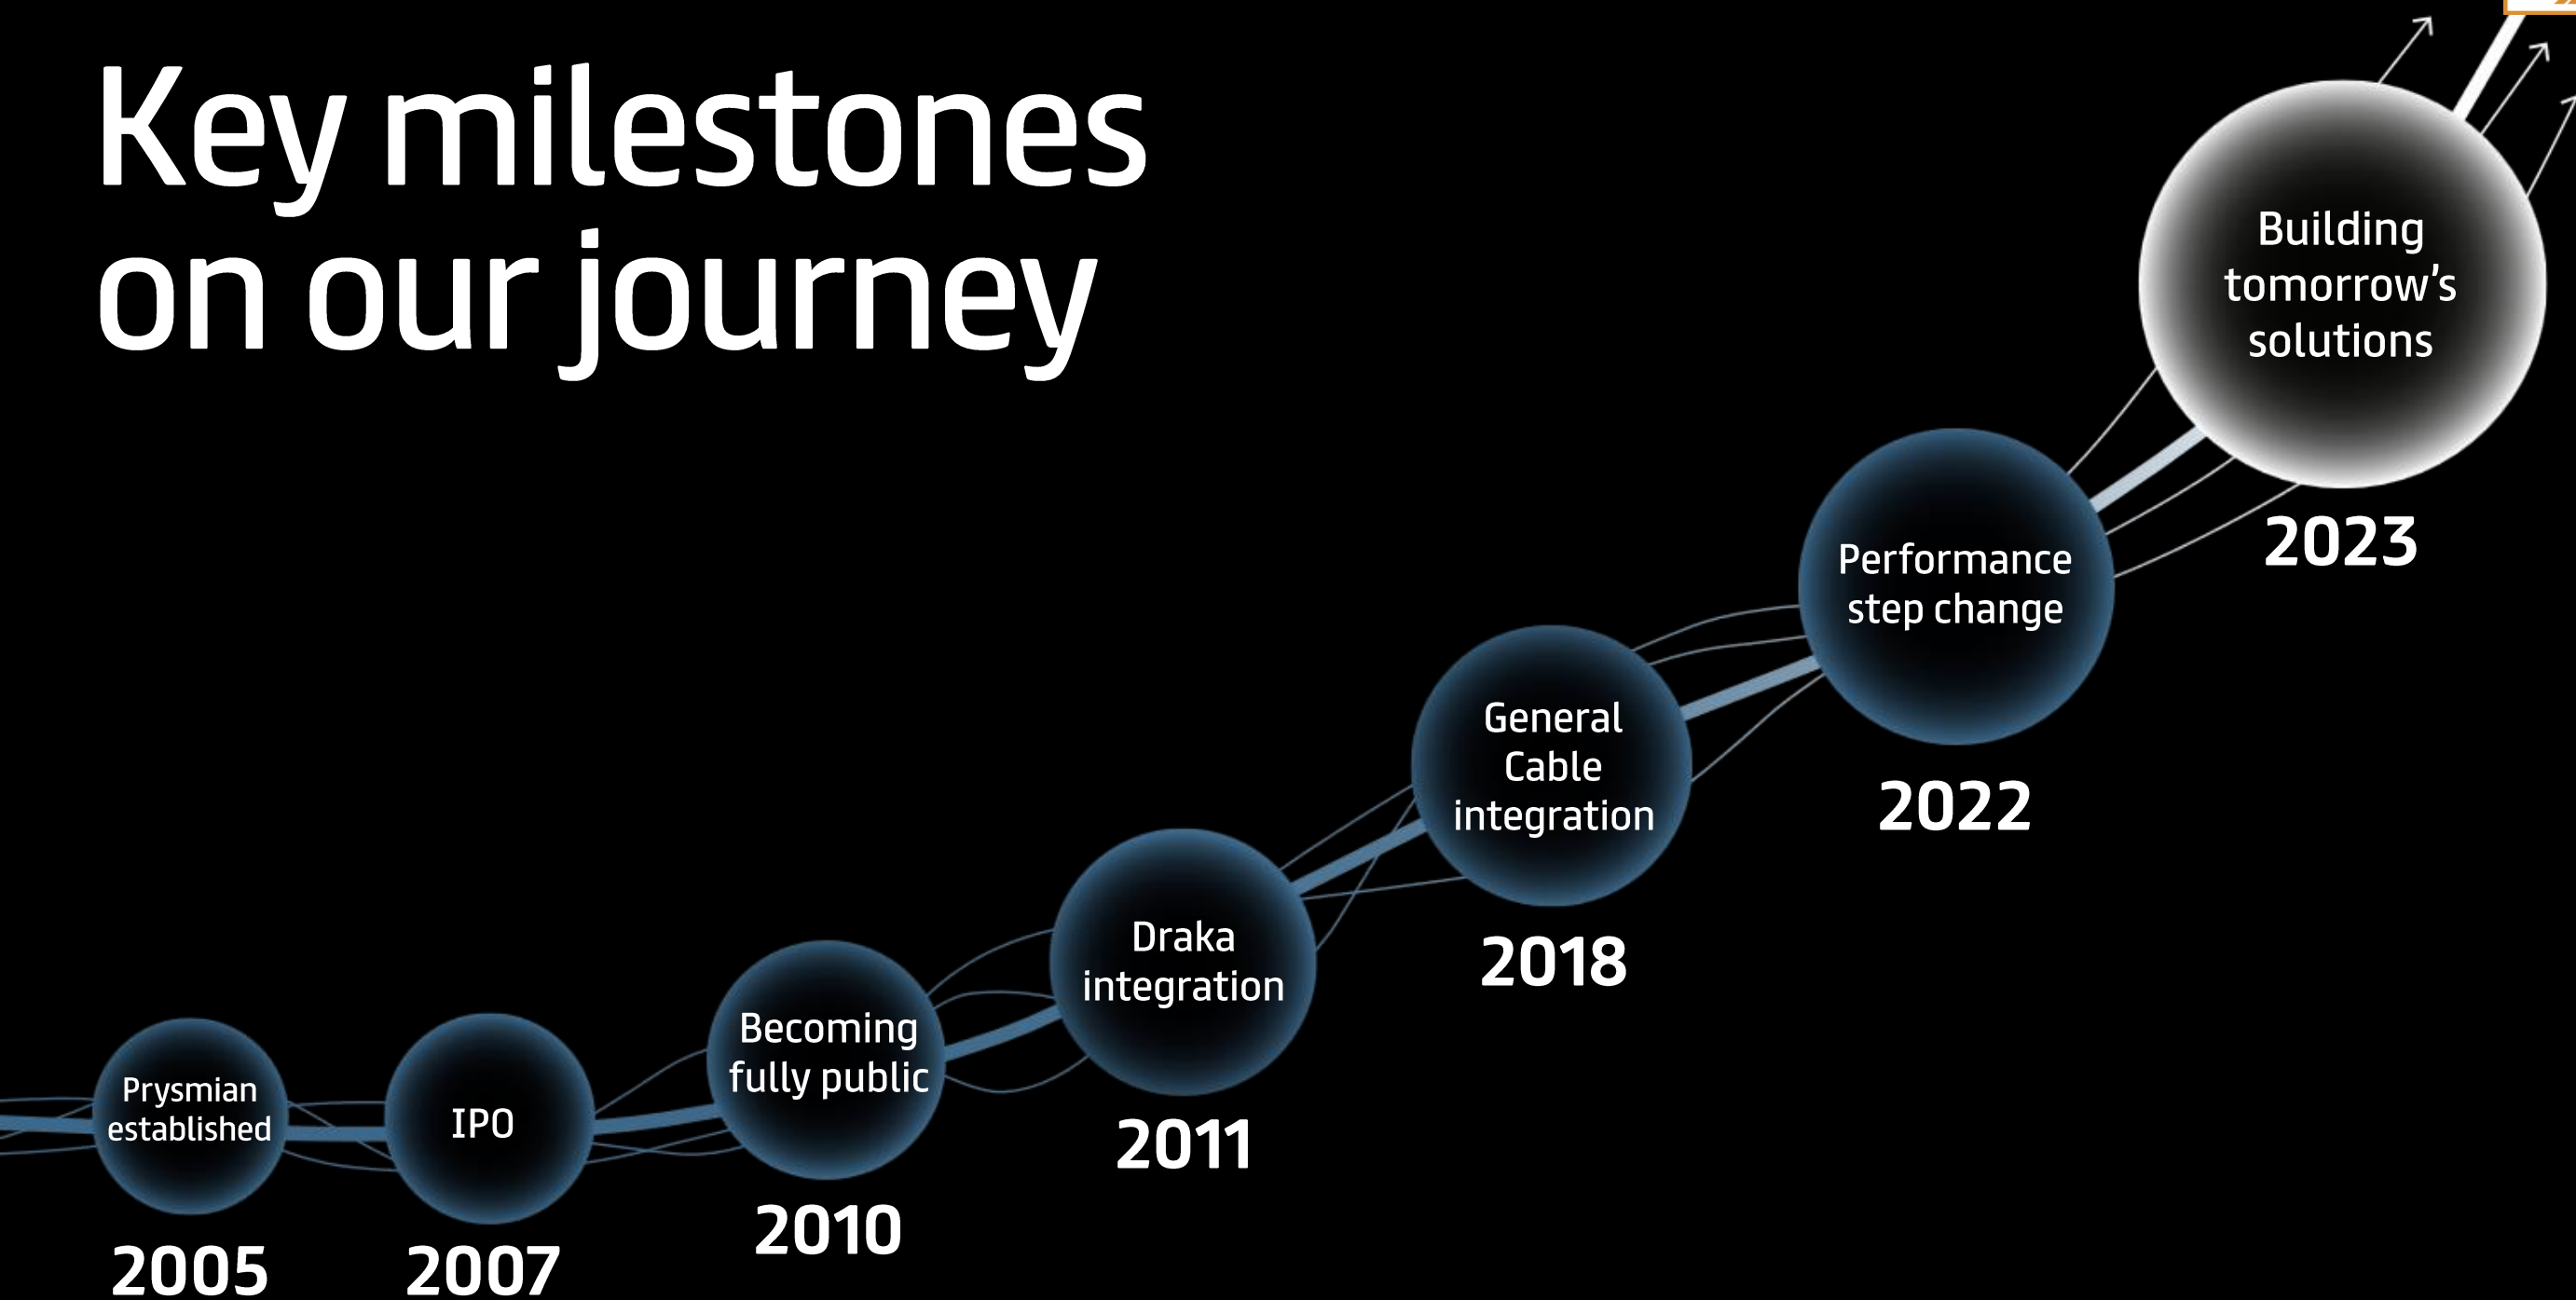 Key milestones
on our journey
Prysmian
established
2005
IPO
2007
Becoming
fully public
2010
Draka
integration
2011
General
Cable
integration
2018
Performance
step change
2022
Building
tomorrow’s
solutions
2023